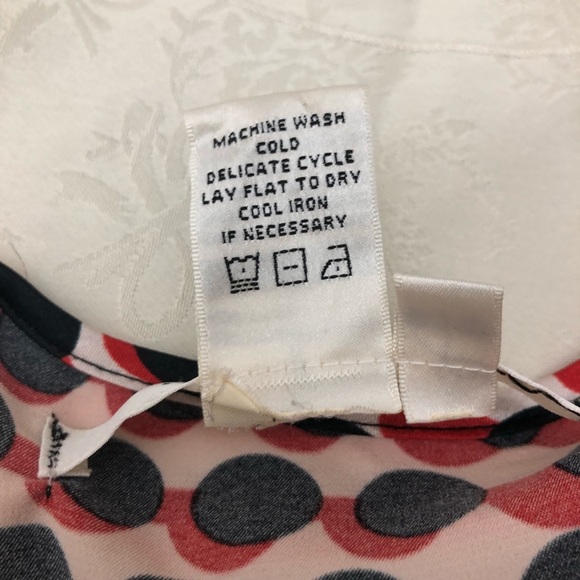 MACHINE WASH
COLD
DELICATE CYCLE
LAY FLAT TO DRY
COOL IRON
IF NECESSARY